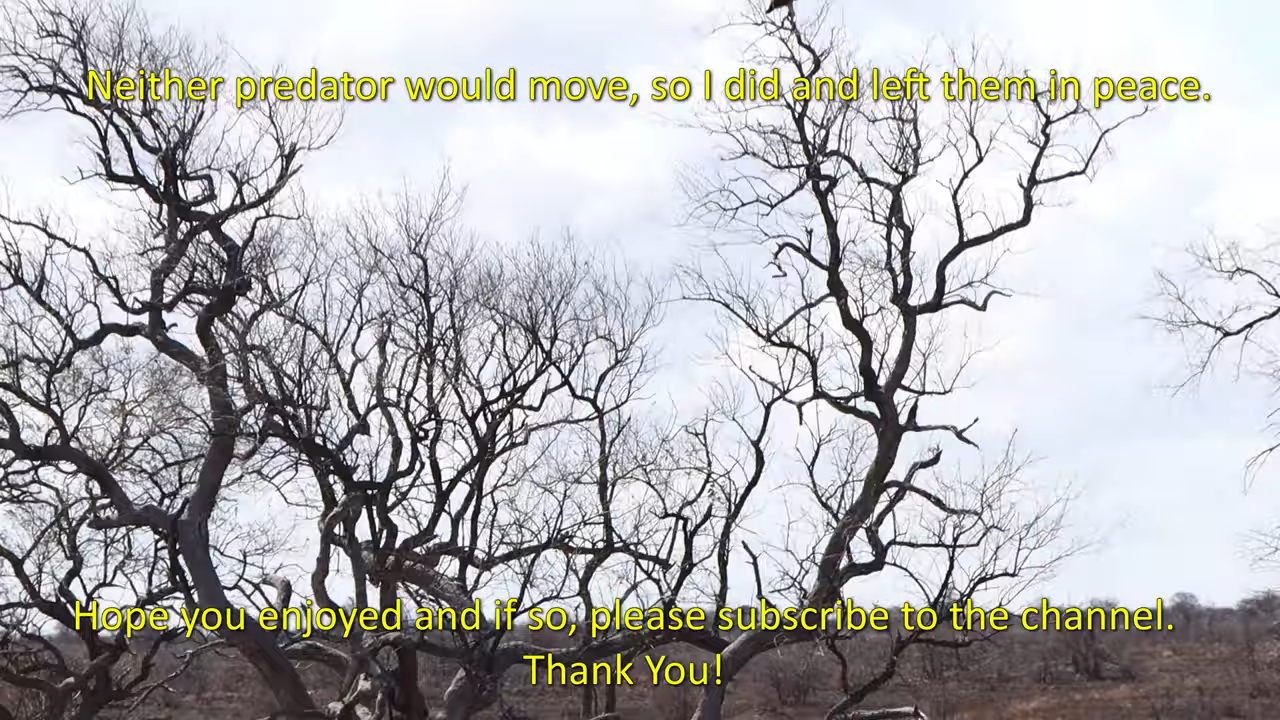 Neither predator would move, so I did and left them in peace.
Hope you enjoyed and if so, please subscribe to the channel.
Thank You!